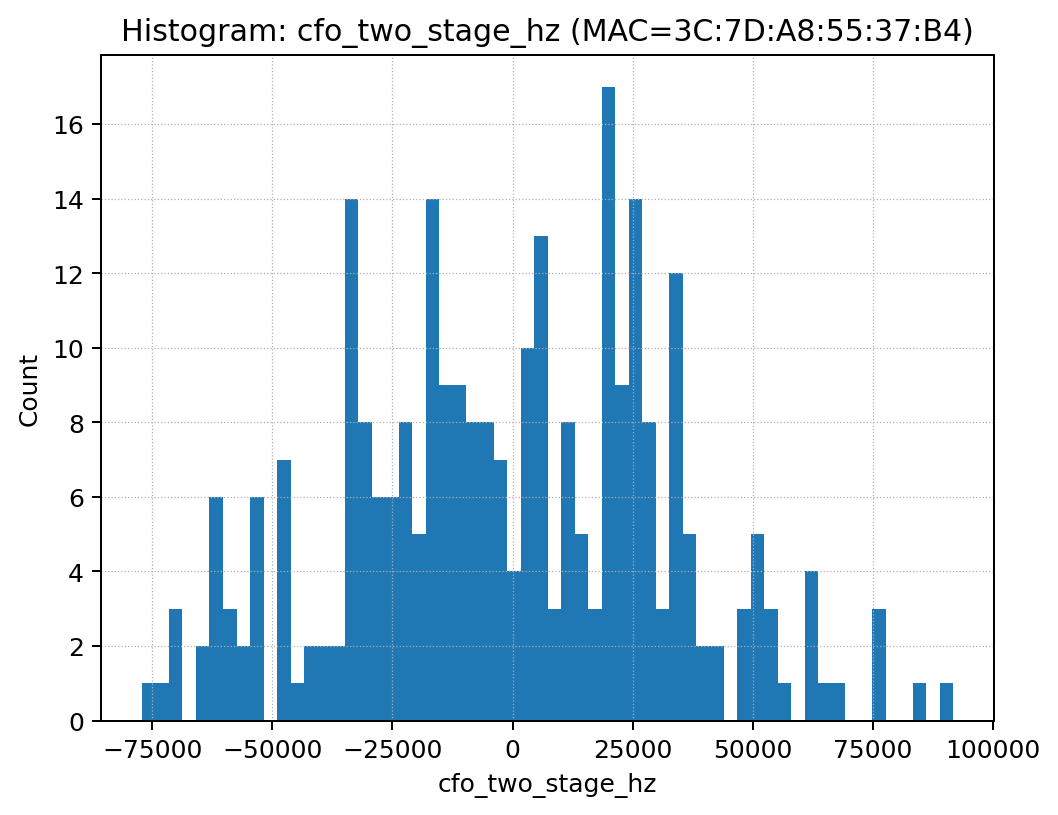 Histogram: cfo_two_stage_hz (MAC=3C:7D:A8:55:37:B4)
16
14
12
10
8
6
4
2
0
Count
−75000 −50000 −25000 0 25000 50000 75000 100000
cfo_two_stage_hz